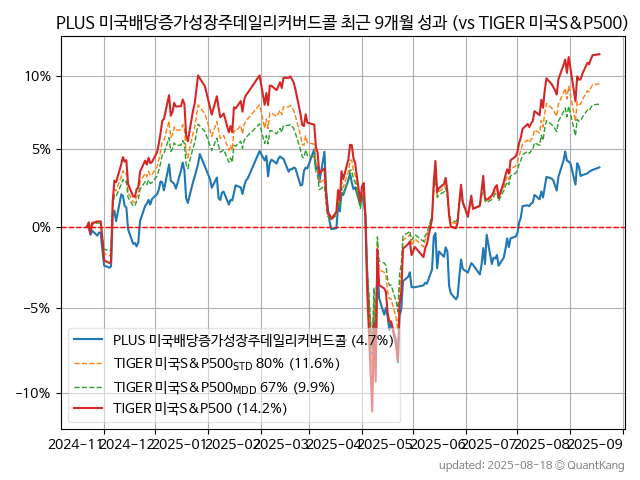 PLUS 미국배당증가성장주데일리커버드콜 최근 9개월 성과 (vs TIGER 미국S&P500)
10%
5%
0%
−5%
−10%
PLUS 미국배당증가성장주데일리커버드콜 (4.7%)
TIGER 미국S&P500STD 80% (11.6%)
TIGER 미국S&P500MDD 67% (9.9%)
TIGER 미국S&P500 (14.2%)
2024-11 2024-12 2025-01 2025-02 2025-03 2025-04 2025-05 2025-06 2025-07 2025-08 2025-09
updated: 2025-08-18 © QuantKang